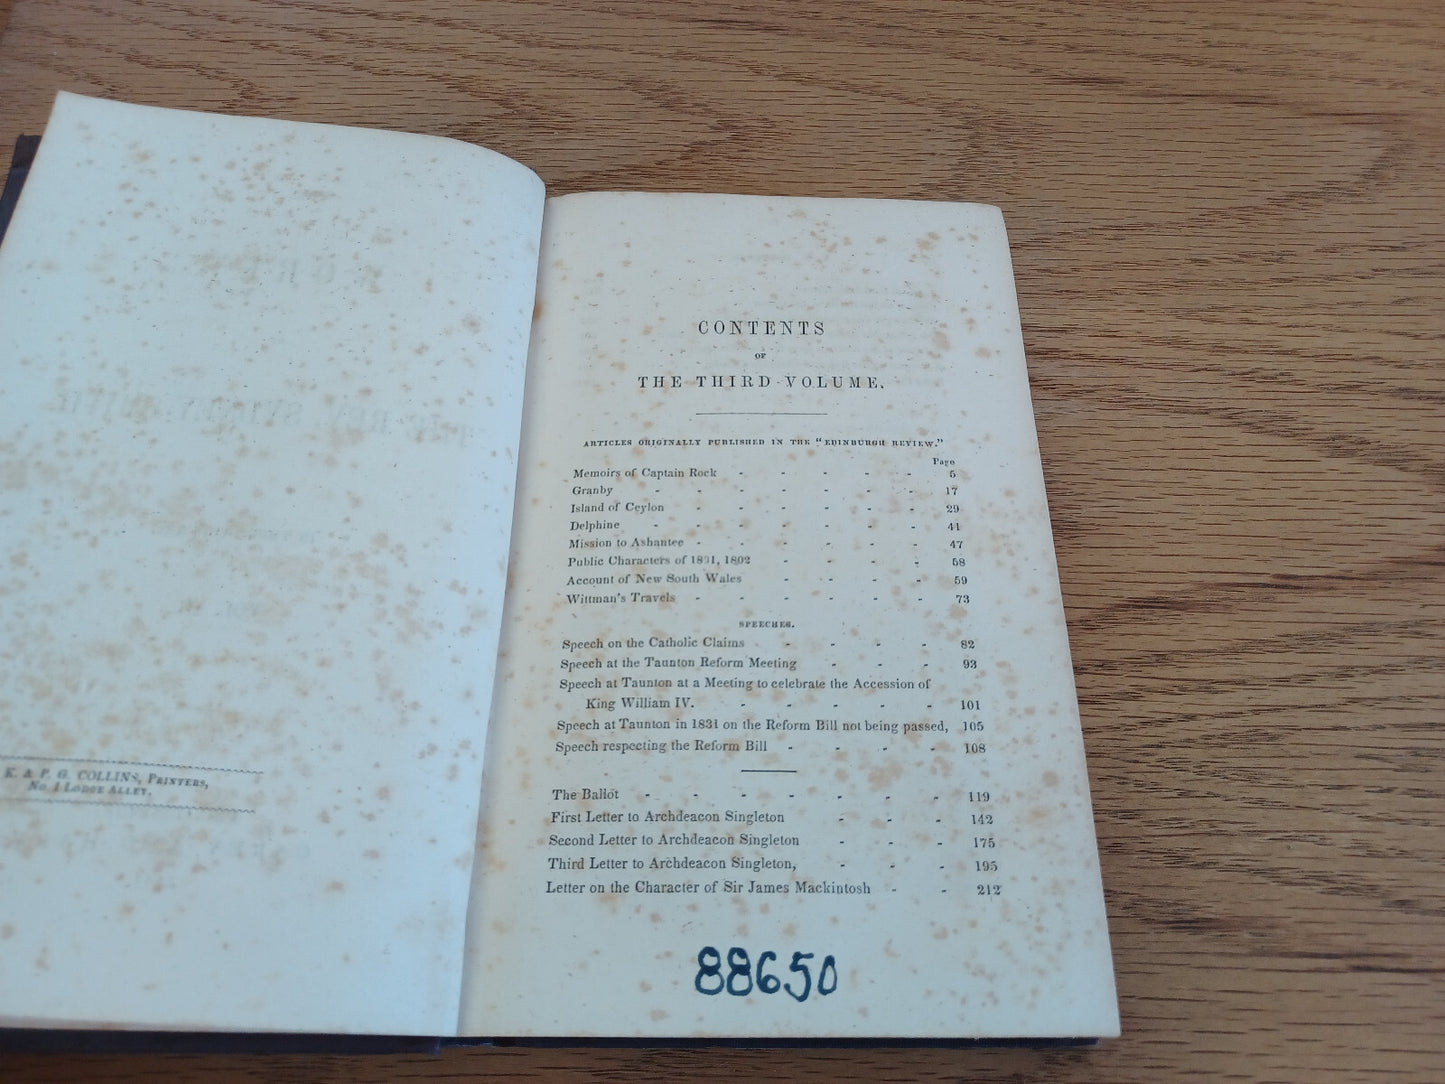 K. & P. G. COLLINS, PRINTERS,
No. 1 LODGE ALLEY.
CONTENTS
OF
THE THIRD VOLUME.
ARTICLES ORIGINALLY PUBLISHED IN THE "EDINBURGH REVIEW."
Page
Memoirs of Captain Rock - - - - - 5
Granby - - - - - - - 17
Island of Ceylon - - - - - - 29
Delphine - - - - - - - 41
Mission to Ashantee - - - - - - 47
Public Characters of 1801, 1802 - - - - 58
Account of New South Wales - - - - 59
Wittman's Travels - - - - - - 73
SPEECHES.
Speech on the Catholic Claims - - - - 82
Speech at the Taunton Reform Meeting - - - 93
Speech at Taunton at a Meeting to celebrate the Accession of
King William IV. - - - - - 101
Speech at Taunton in 1831 on the Reform Bill not being passed, 105
Speech respecting the Reform Bill - - - - 108
The Ballot - - - - - - - 119
First Letter to Archdeacon Singleton - - - 142
Second Letter to Archdeacon Singleton - - - 175
Third Letter to Archdeacon Singleton, - - - 195
Letter on the Character of Sir James Mackintosh - - 212
88650